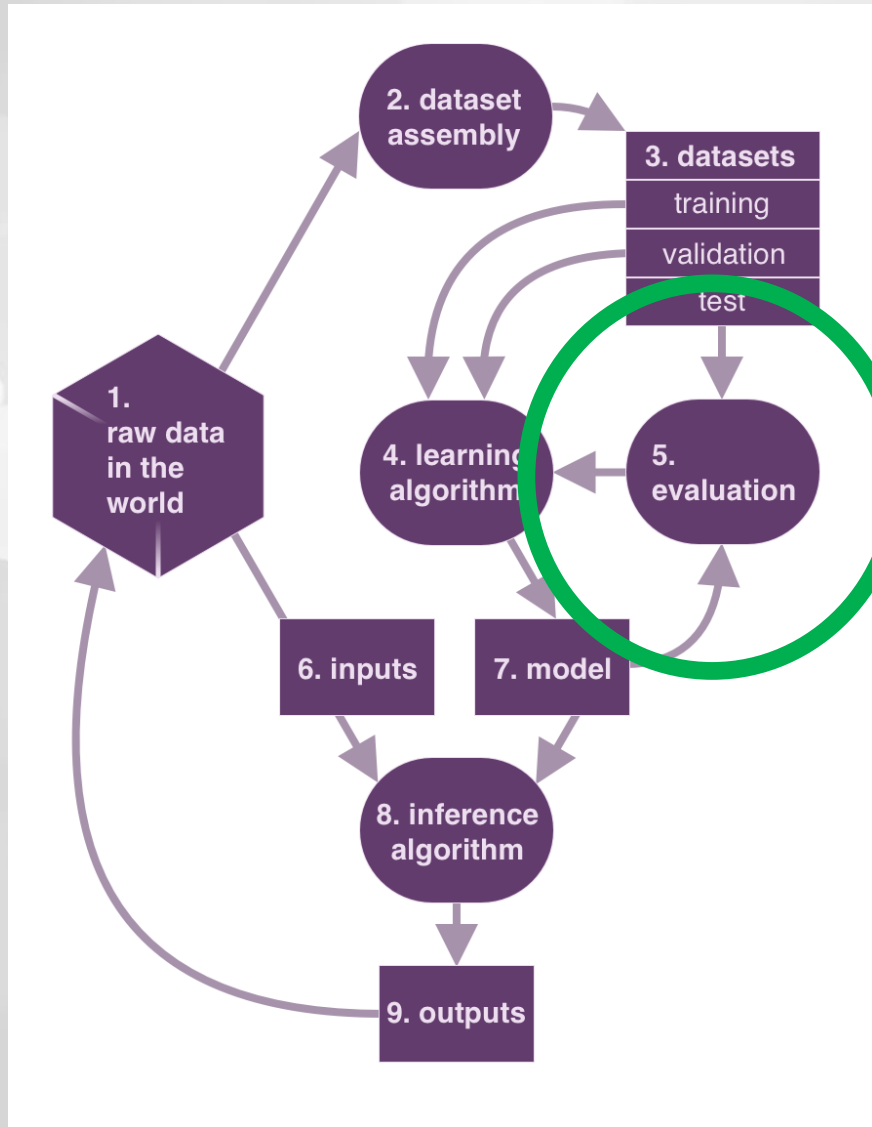 2. dataset
assembly
3. datasets
training
validation
test
1.
raw data
in the
world
4. learning
algorithm
5.
evaluation
6. inputs
7. model
8. inference
algorithm
9. outputs